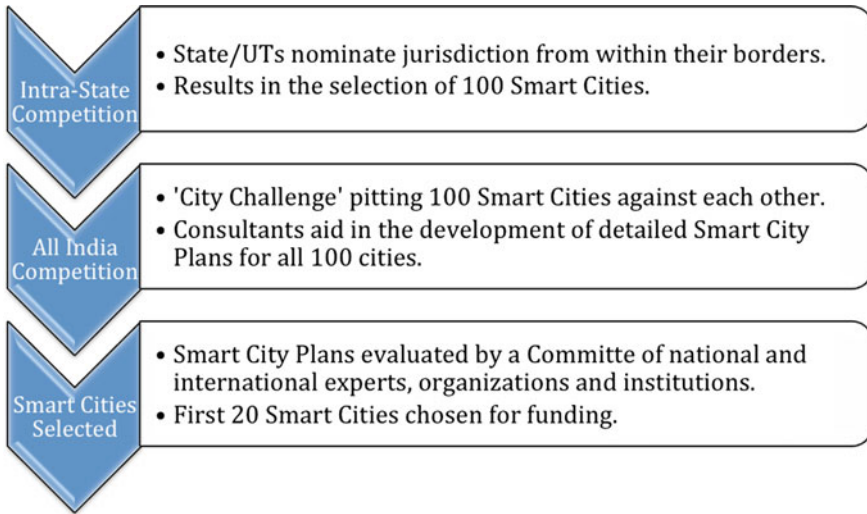 Intra-State
Competition
• State/UTs nominate jurisdiction from within their borders.
• Results in the selection of 100 Smart Cities.
All India
Competition
• 'City Challenge' pitting 100 Smart Cities against each other.
• Consultants aid in the development of detailed Smart City
Plans for all 100 cities.
Smart Cities
Selected
• Smart City Plans evaluated by a Committe of national and
international experts, organizations and institutions.
• First 20 Smart Cities chosen for funding.